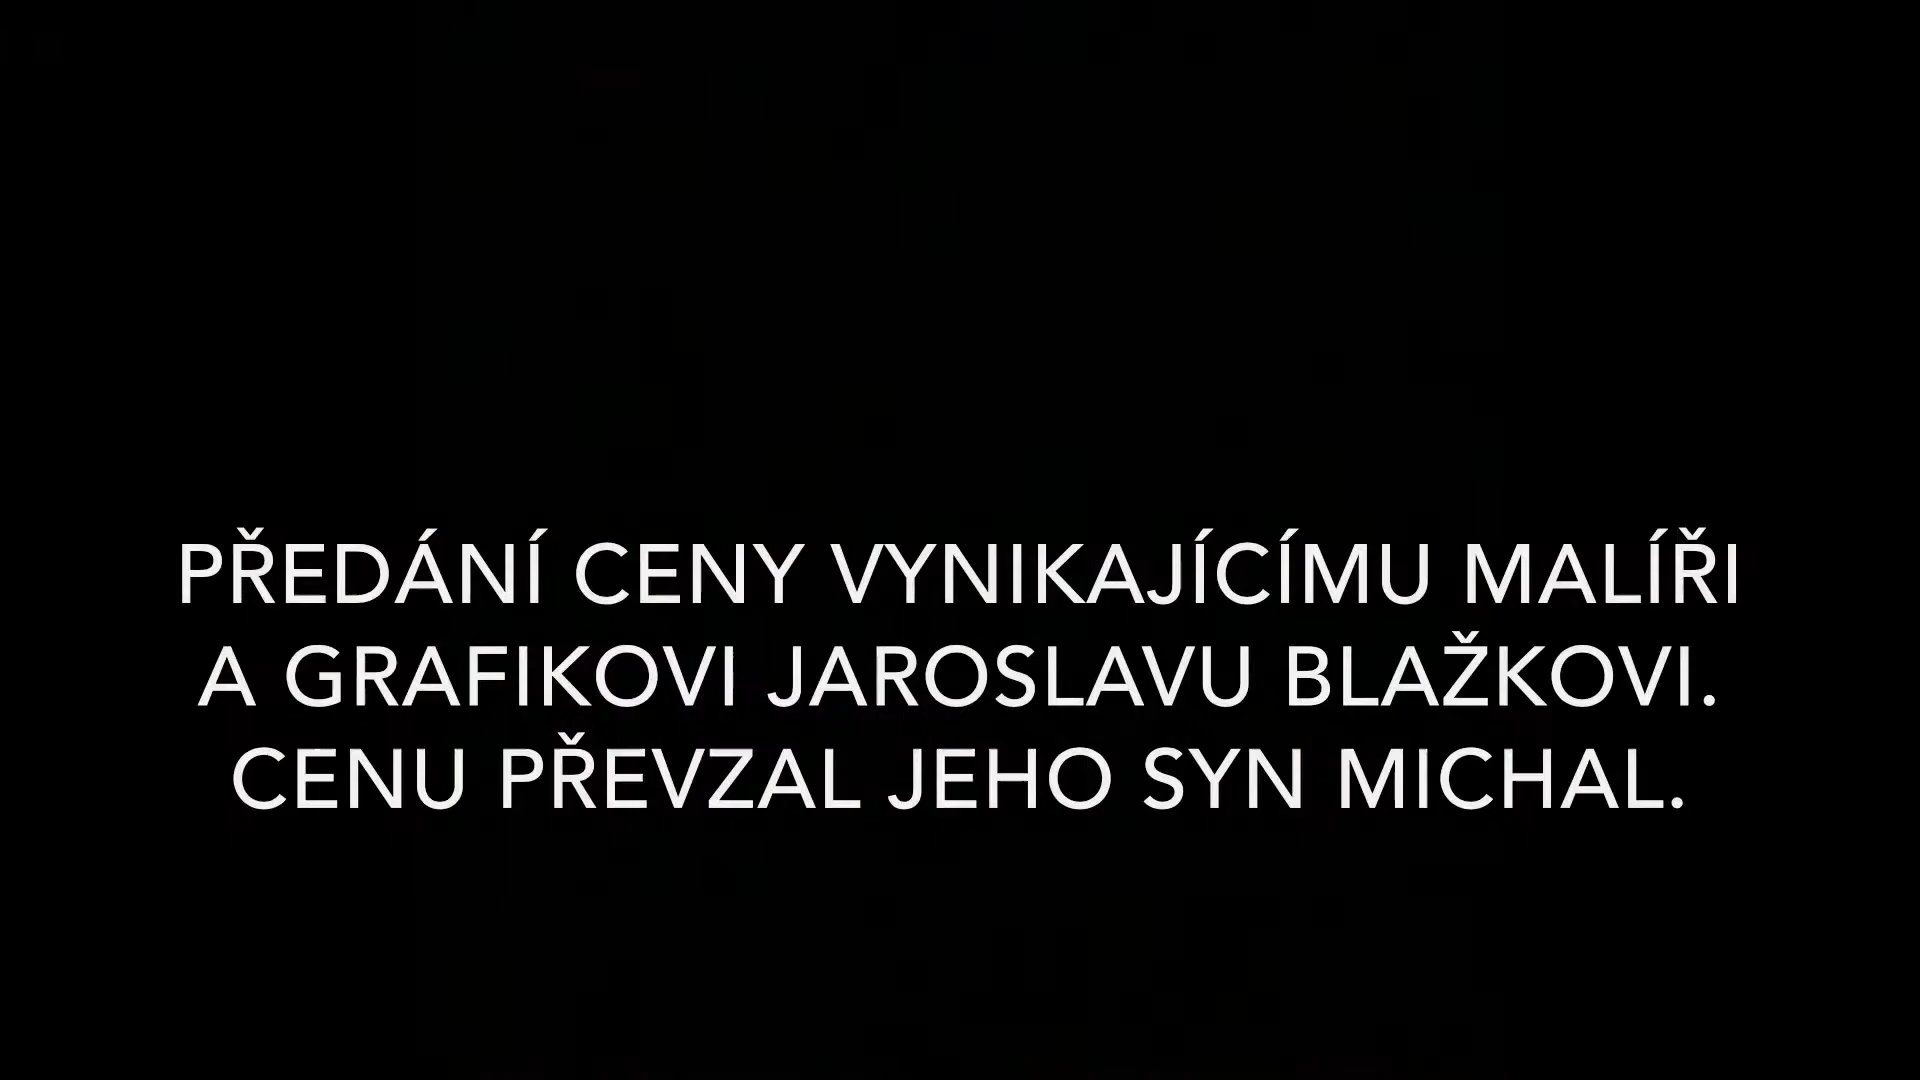 PŘEDÁNÍ CENY VYNIKAJÍCÍMU MALÍŘI
A GRAFIKOVI JAROSLAVU BLAŽKOVI.
CENU PŘEVZAL JEHO SYN MICHAL.